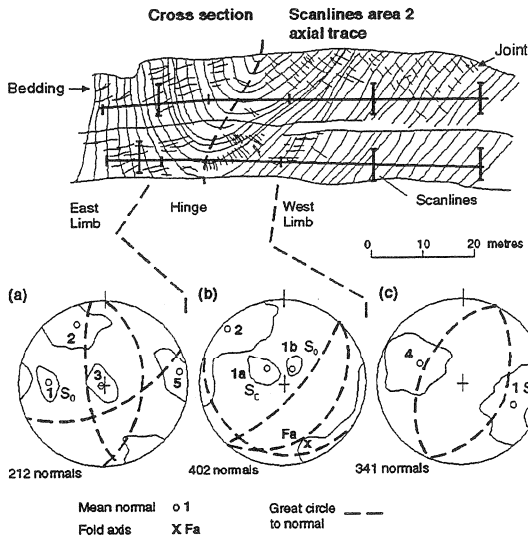 Cross section
Scanlines area 2
axial trace
Joint
Bedding
East
Limb
Hinge
West
Limb
Scanlines
0 10 20 metres
(a)
(b)
(c)
2
1 S₀
3
5
2
1a
Sc
1b S₀
Fa
X
4
1 S
212 normals
402 normals
341 normals
Mean normal o 1
Fold axis X Fa
Great circle
to normal